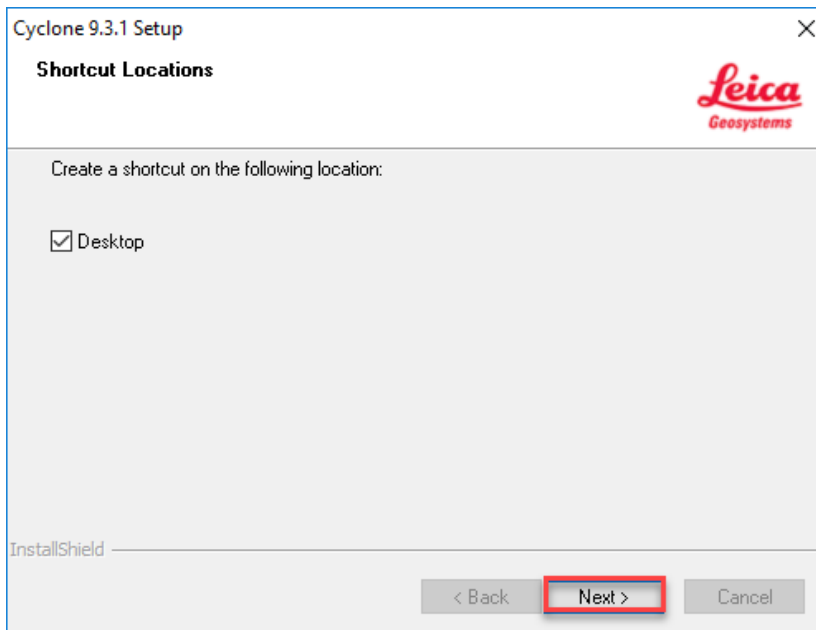 Cyclone 9.3.1 Setup
Shortcut Locations
Leica
Geosystems
Create a shortcut on the following location:
Desktop
InstallShield
< Back
Next >
Cancel